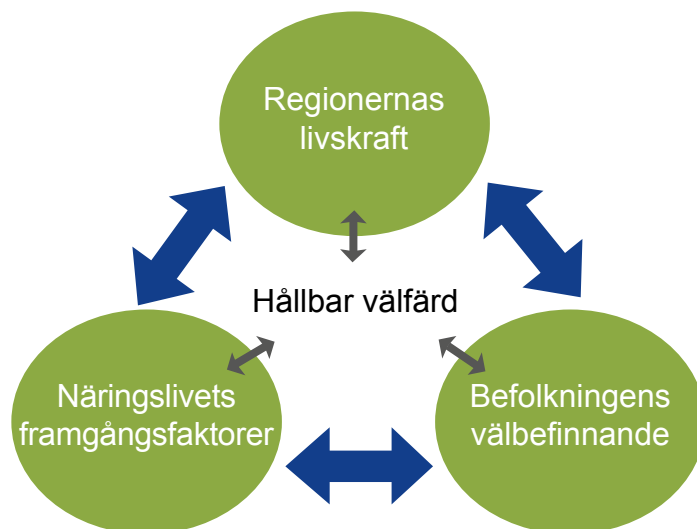 Regionernas
livskraft
Hållbar välfärd
Näringslivets
framgångsfaktorer
Befolkningens
välbefinnande